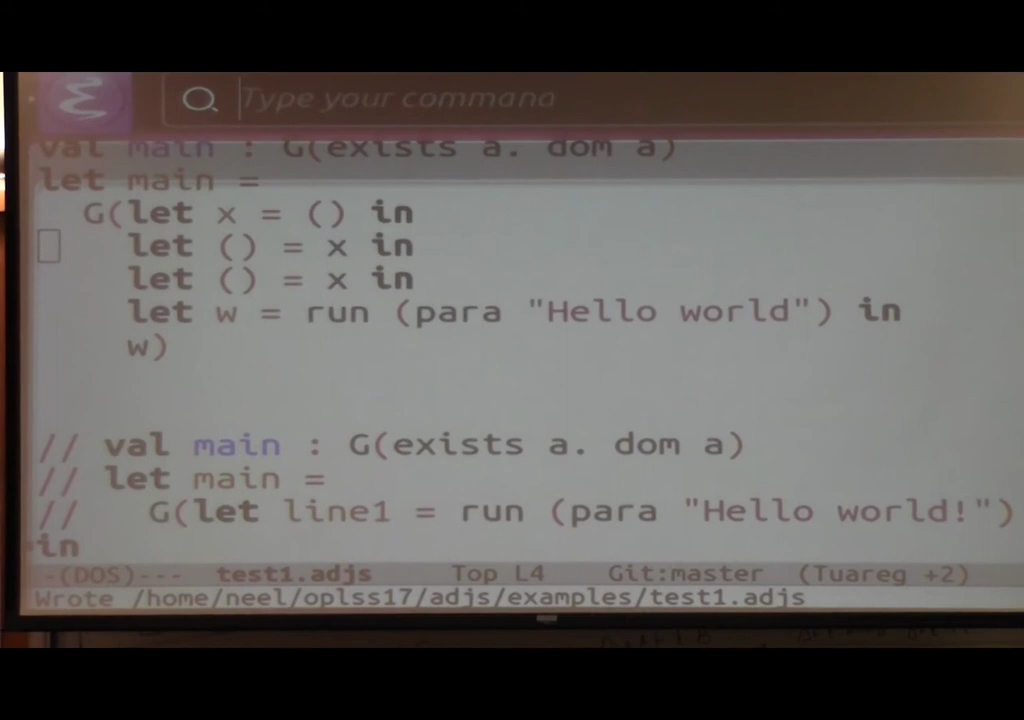 Type your command
val main : G(exists a. dom a)
let main =
G(let x = () in
let () = x in
let () = x in
let w = run (para "Hello world") in
w)
// val main : G(exists a. dom a)
// let main =
// G(let line1 = run (para "Hello world!")
in
-(DOS)--- test1.adjs Top L4 Git:master (Tuareg +2)
Wrote /home/neel/oplss17/adjs/examples/test1.adjs